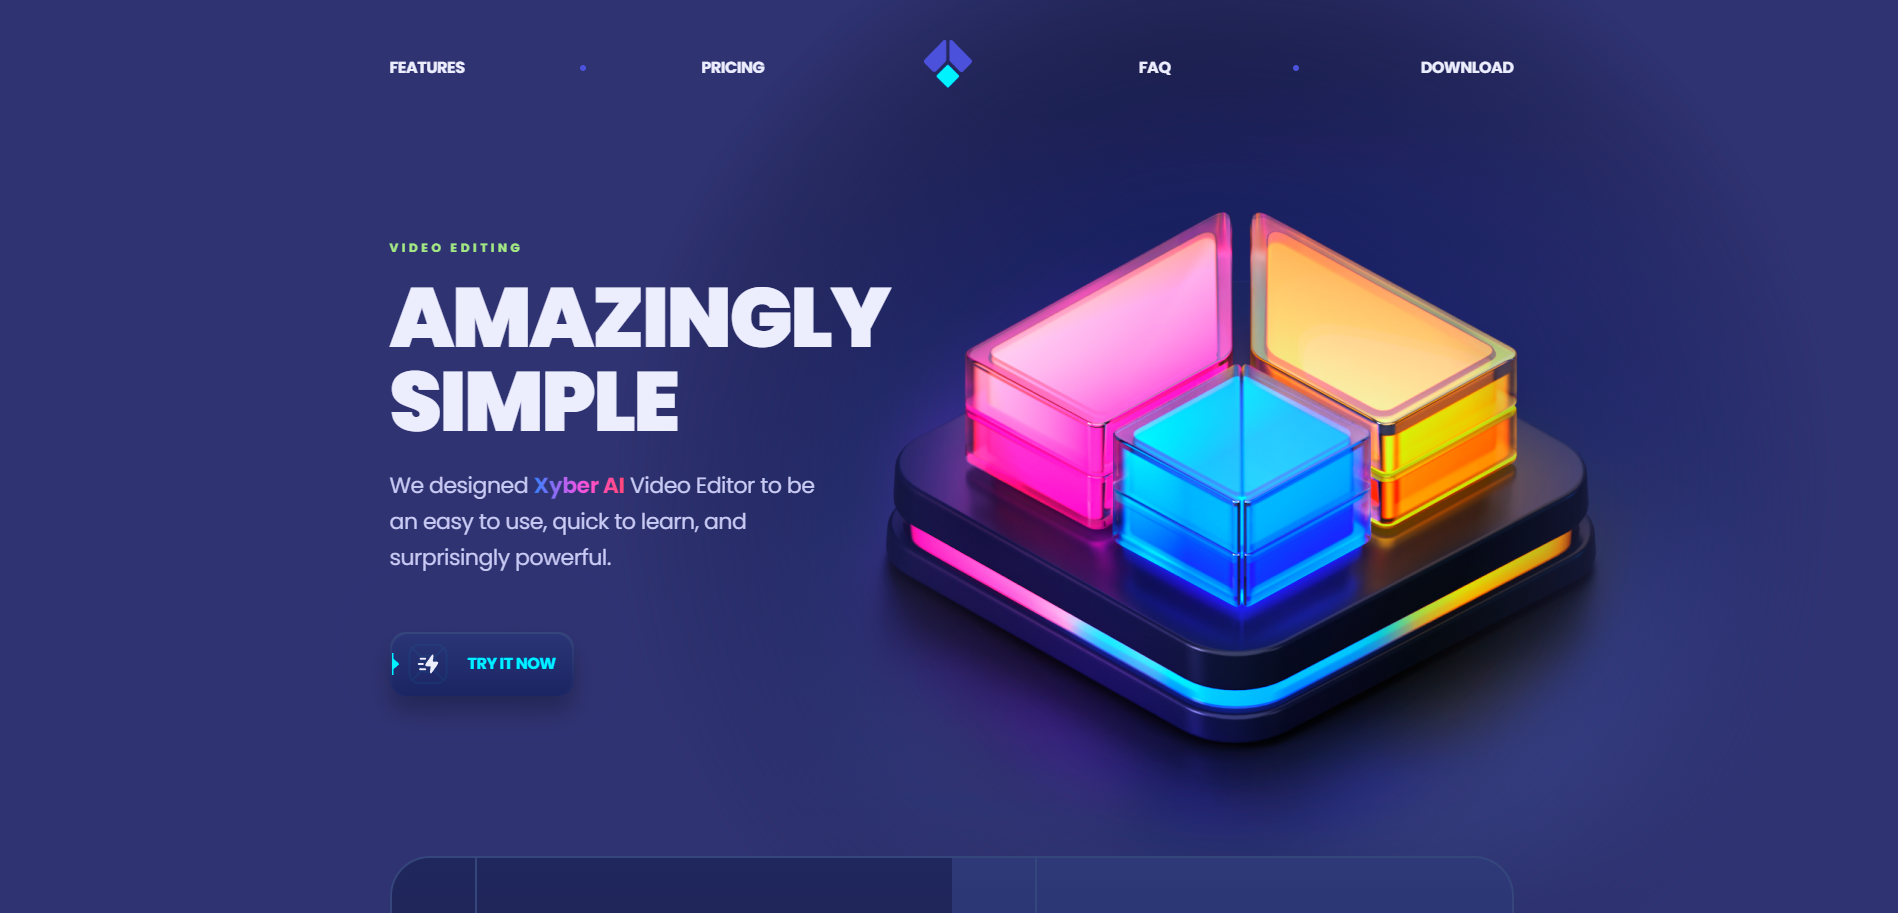 FEATURES
PRICING
FAQ
DOWNLOAD
VIDEO EDITING
AMAZINGLY
SIMPLE
We designed Xyber AI Video Editor to be
an easy to use, quick to learn, and
surprisingly powerful.
TRY IT NOW